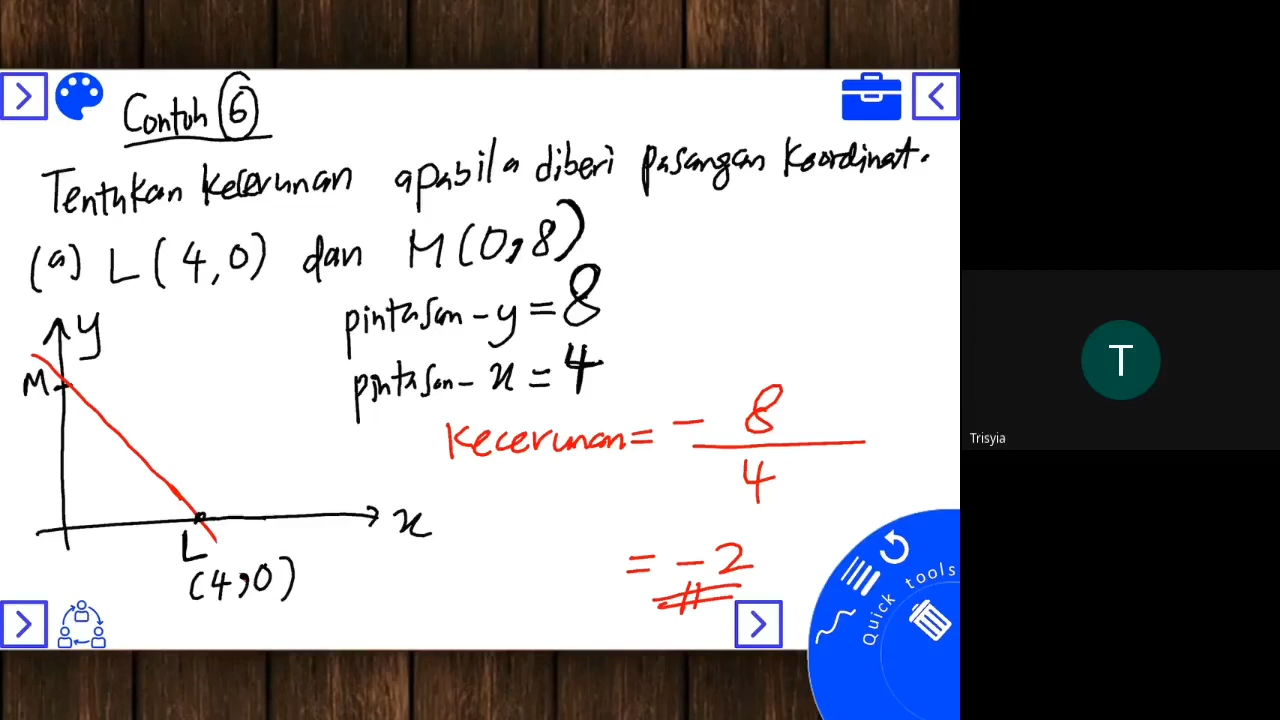 Contoh 6
Tentukan kecerunan apabila diberi pasangan koordinat.
(a) L(4,0) dan M(0,8)
pintasan-y = 8
pintasan-x = 4
kecerunan = - 8
4
= -2
y
M
x
L
(4,0)
Quick tools
T
Trisyia